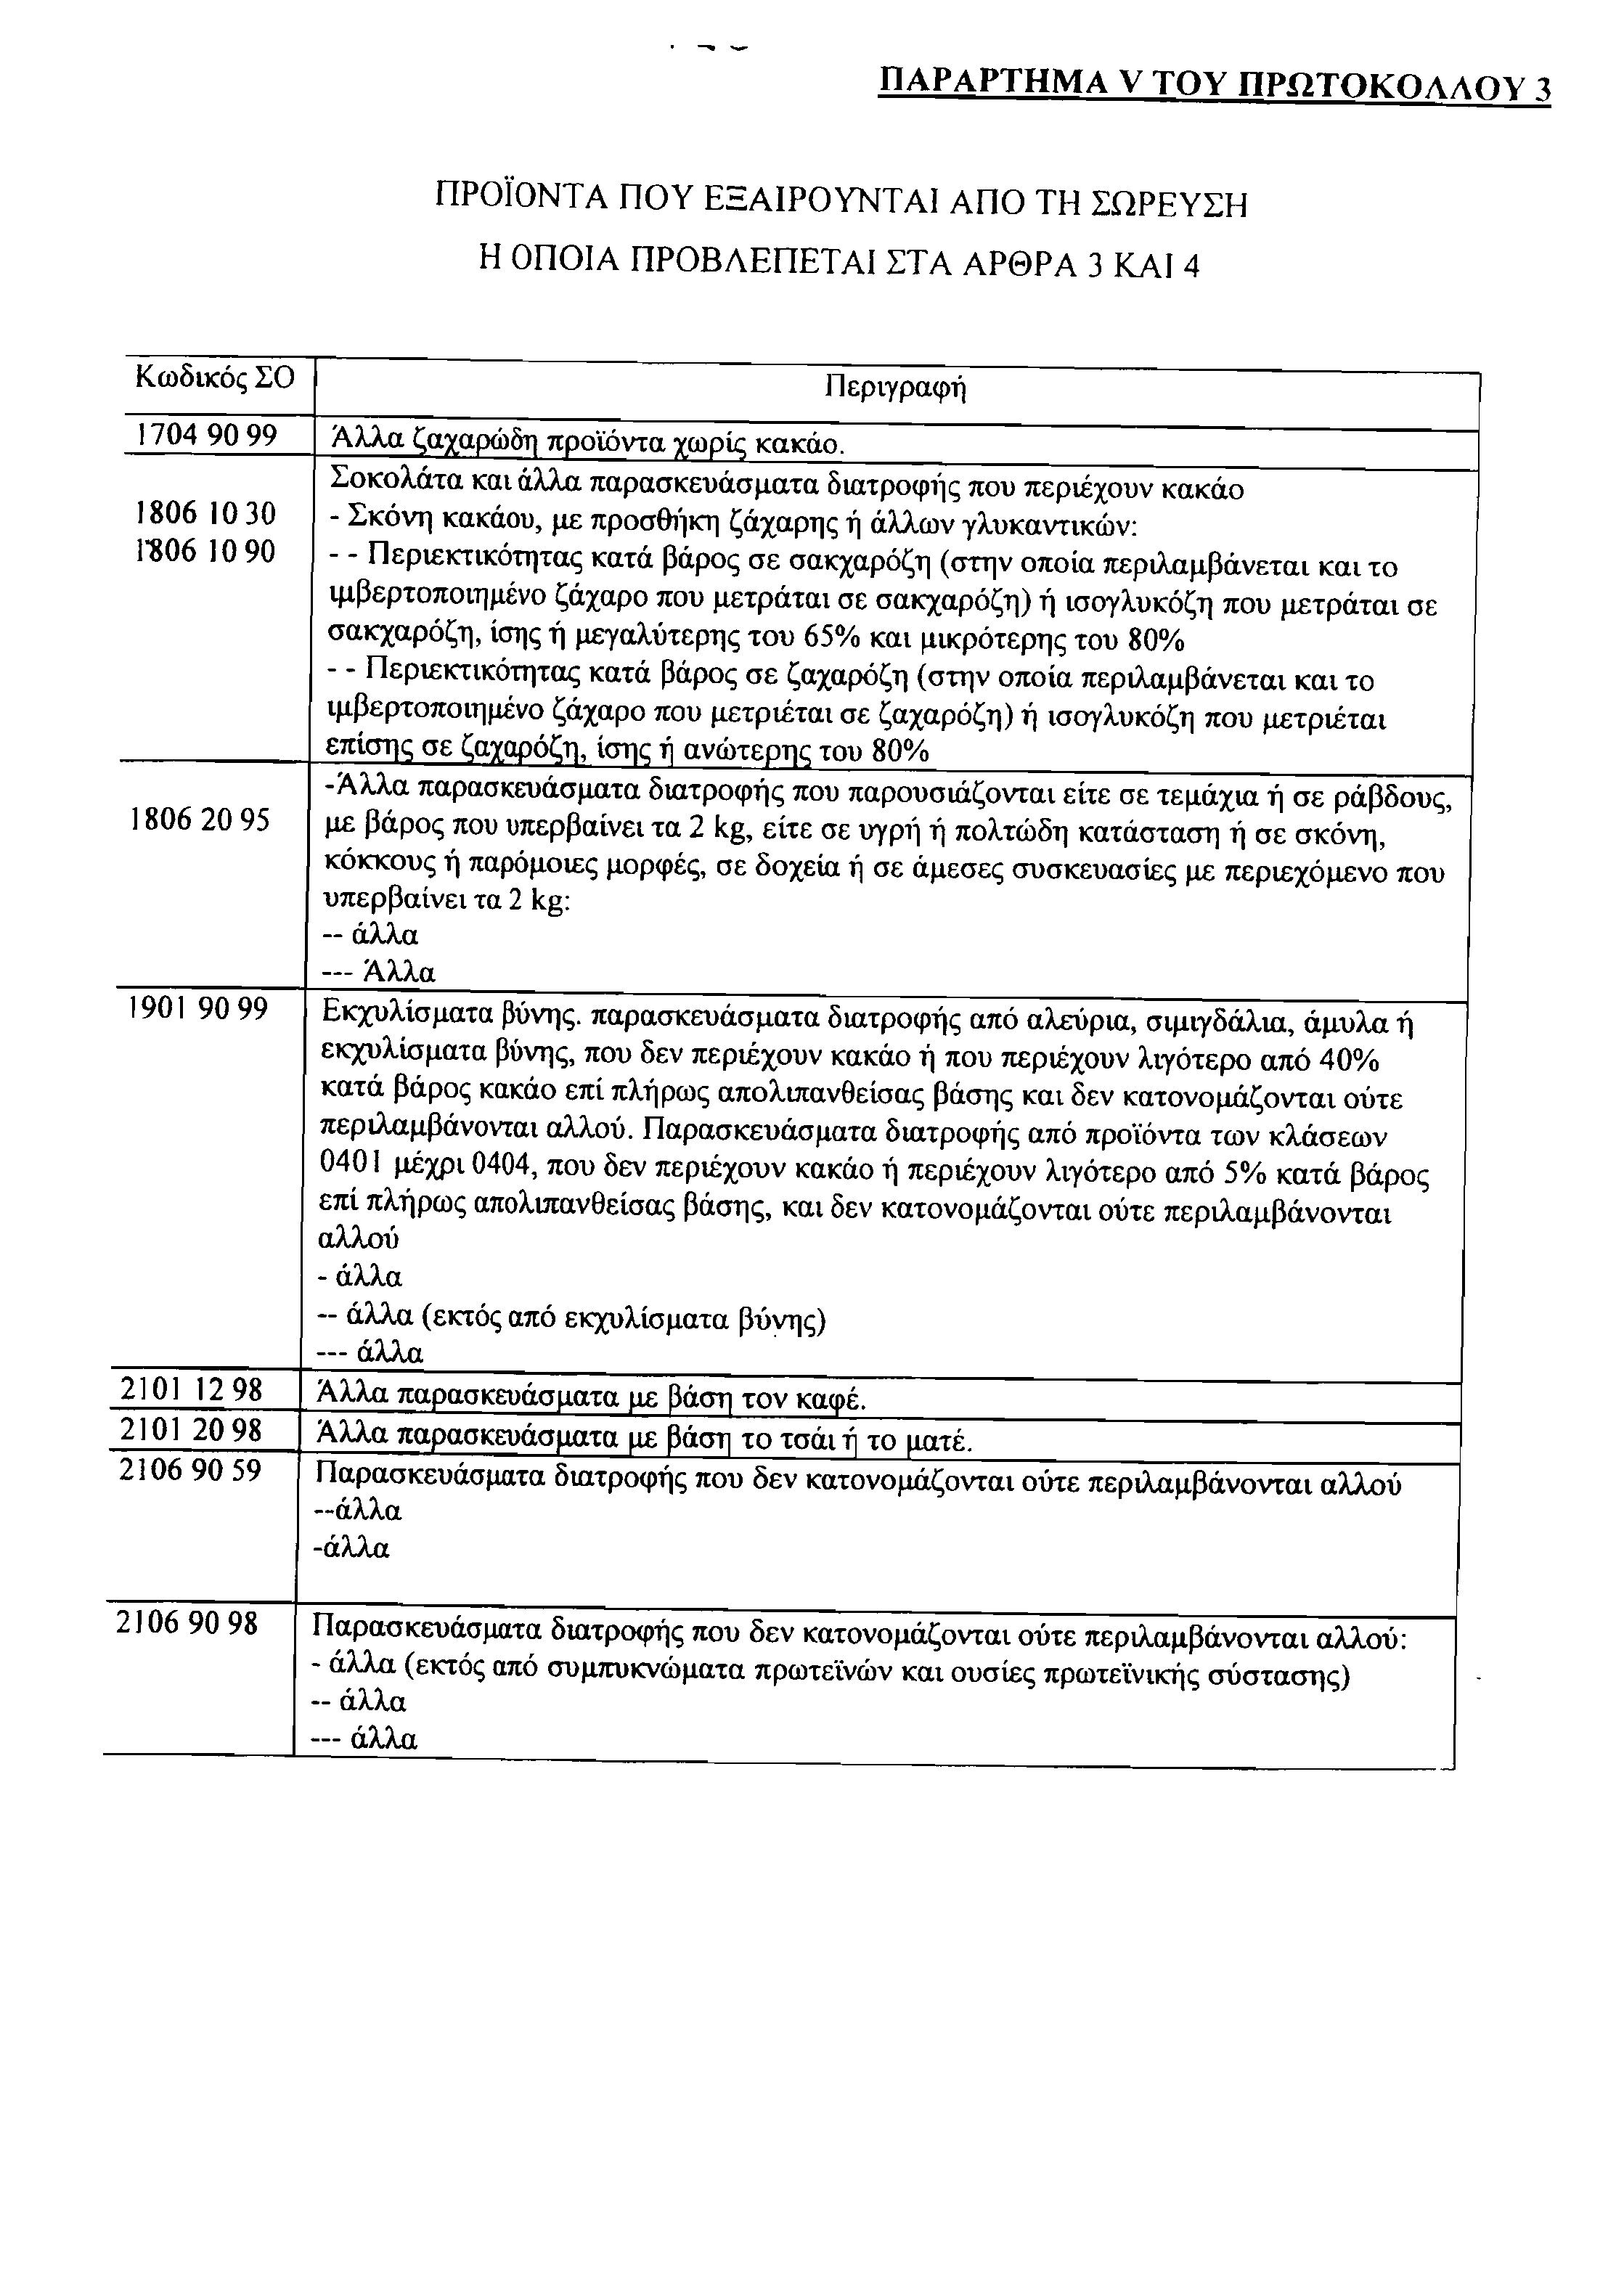 ΠΑΡΑΡΤΗΜΑ V ΤΟΥ ΠΡΩΤΟΚΟΛΛΟΥ 3
ΠΡΟΪΟΝΤΑ ΠΟΥ ΕΞΑΙΡΟΥΝΤΑΙ ΑΠΟ ΤΗ ΣΩΡΕΥΣΗ
Η ΟΠΟΙΑ ΠΡΟΒΛΕΠΕΤΑΙ ΣΤΑ ΑΡΘΡΑ 3 ΚΑΙ 4
Κωδικός ΣΟ Περιγραφή
1704 90 99 Άλλα ζαχαρώδη προϊόντα χωρίς κακάο.
Σοκολάτα και άλλα παρασκευάσματα διατροφής που περιέχουν κακάο
1806 10 30 - Σκόνη κακάου, με προσθήκη ζάχαρης ή άλλων γλυκαντικών:
1806 10 90 - - Περιεκτικότητας κατά βάρος σε σακχαρόζη (στην οποία περιλαμβάνεται και το
ιμβερτοποιημένο ζάχαρο που μετράται σε σακχαρόζη) ή ισογλυκόζη που μετράται σε
σακχαρόζη, ίσης ή μεγαλύτερης του 65% και μικρότερης του 80%
- - Περιεκτικότητας κατά βάρος σε ζαχαρόζη (στην οποία περιλαμβάνεται και το
ιμβερτοποιημένο ζάχαρο που μετριέται σε ζαχαρόζη) ή ισογλυκόζη που μετριέται
επίσης σε ζαχαρόζη, ίσης ή ανώτερης του 80%
-Άλλα παρασκευάσματα διατροφής που παρουσιάζονται είτε σε τεμάχια ή σε ράβδους,
1806 20 95 με βάρος που υπερβαίνει τα 2 kg, είτε σε υγρή ή πολτώδη κατάσταση ή σε σκόνη,
κόκκους ή παρόμοιες μορφές, σε δοχεία ή σε άμεσες συσκευασίες με περιεχόμενο που
υπερβαίνει τα 2 kg:
-- άλλα
--- Άλλα
1901 90 99 Εκχυλίσματα βύνης. παρασκευάσματα διατροφής από αλεύρια, σιμιγδάλια, άμυλα ή
εκχυλίσματα βύνης, που δεν περιέχουν κακάο ή που περιέχουν λιγότερο από 40%
κατά βάρος κακάο επί πλήρως απολιπανθείσας βάσης και δεν κατονομάζονται ούτε
περιλαμβάνονται αλλού. Παρασκευάσματα διατροφής από προϊόντα των κλάσεων
0401 μέχρι 0404, που δεν περιέχουν κακάο ή περιέχουν λιγότερο από 5% κατά βάρος
επί πλήρως απολιπανθείσας βάσης, και δεν κατονομάζονται ούτε περιλαμβάνονται
αλλού
- άλλα
-- άλλα (εκτός από εκχυλίσματα βύνης)
--- άλλα
2101 12 98 Άλλα παρασκευάσματα με βάση τον καφέ.
2101 20 98 Άλλα παρασκευάσματα με βάση το τσάι ή το ματέ.
2106 90 59 Παρασκευάσματα διατροφής που δεν κατονομάζονται ούτε περιλαμβάνονται αλλού
--άλλα
-άλλα
2106 90 98 Παρασκευάσματα διατροφής που δεν κατονομάζονται ούτε περιλαμβάνονται αλλού:
- άλλα (εκτός από συμπυκνώματα πρωτεϊνών και ουσίες πρωτεϊνικής σύστασης)
-- άλλα
--- άλλα